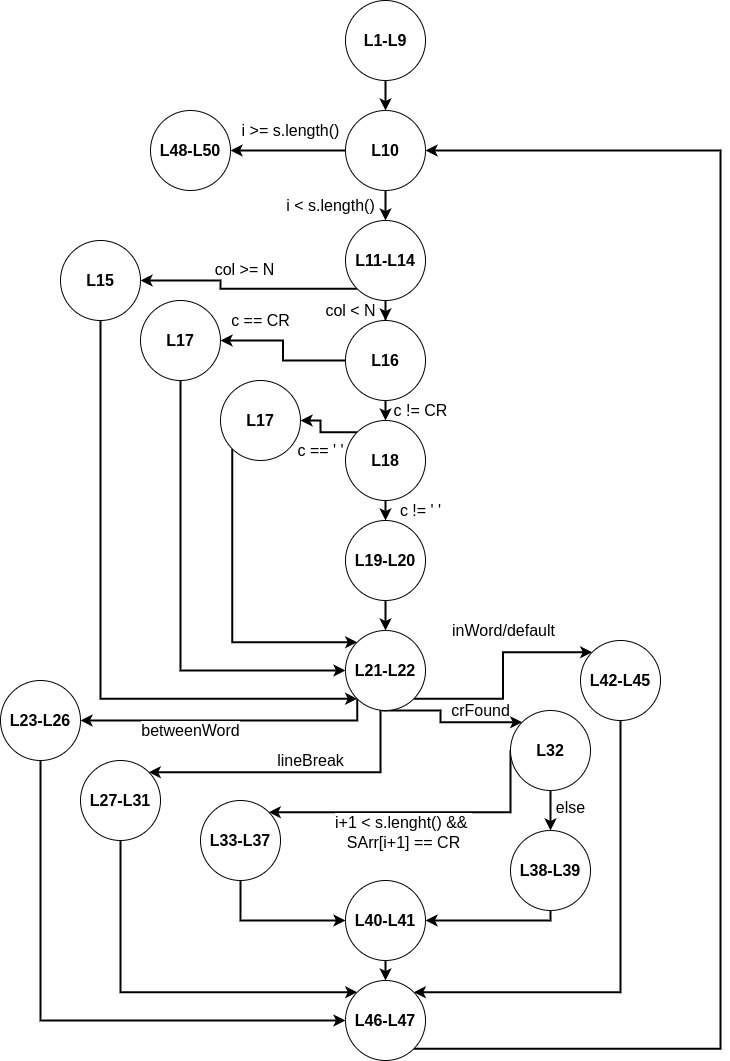 L1-L9
i >= s.length()
L48-L50
L10
i < s.length()
L11-L14
col >= N
L15
col < N
c == CR
L17
L16
c != CR
L17
c == ' '
L18
c != ' '
L19-L20
inWord/default
L21-L22
L42-L45
crFound
L23-L26
betweenWord
L32
lineBreak
L27-L31
else
i+1 < s.lenght() &&
SArr[i+1] == CR
L33-L37
L38-L39
L40-L41
L46-L47